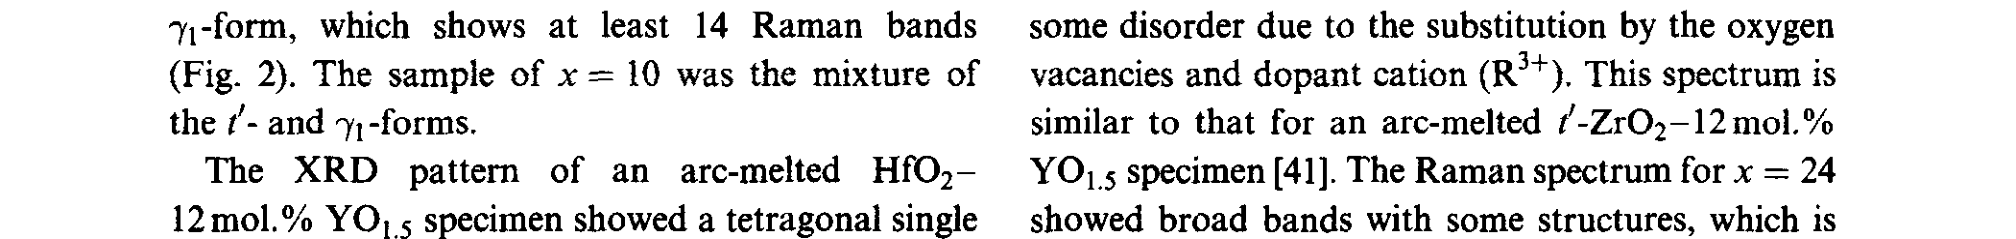 γ₁-form, which shows at least 14 Raman bands
(Fig. 2). The sample of x = 10 was the mixture of
the t′- and γ₁-forms.
The XRD pattern of an arc-melted HfO₂–
12 mol.% YO₁.₅ specimen showed a tetragonal single
some disorder due to the substitution by the oxygen
vacancies and dopant cation (R³⁺). This spectrum is
similar to that for an arc-melted t′-ZrO₂–12 mol.%
YO₁.₅ specimen [41]. The Raman spectrum for x = 24
showed broad bands with some structures, which is